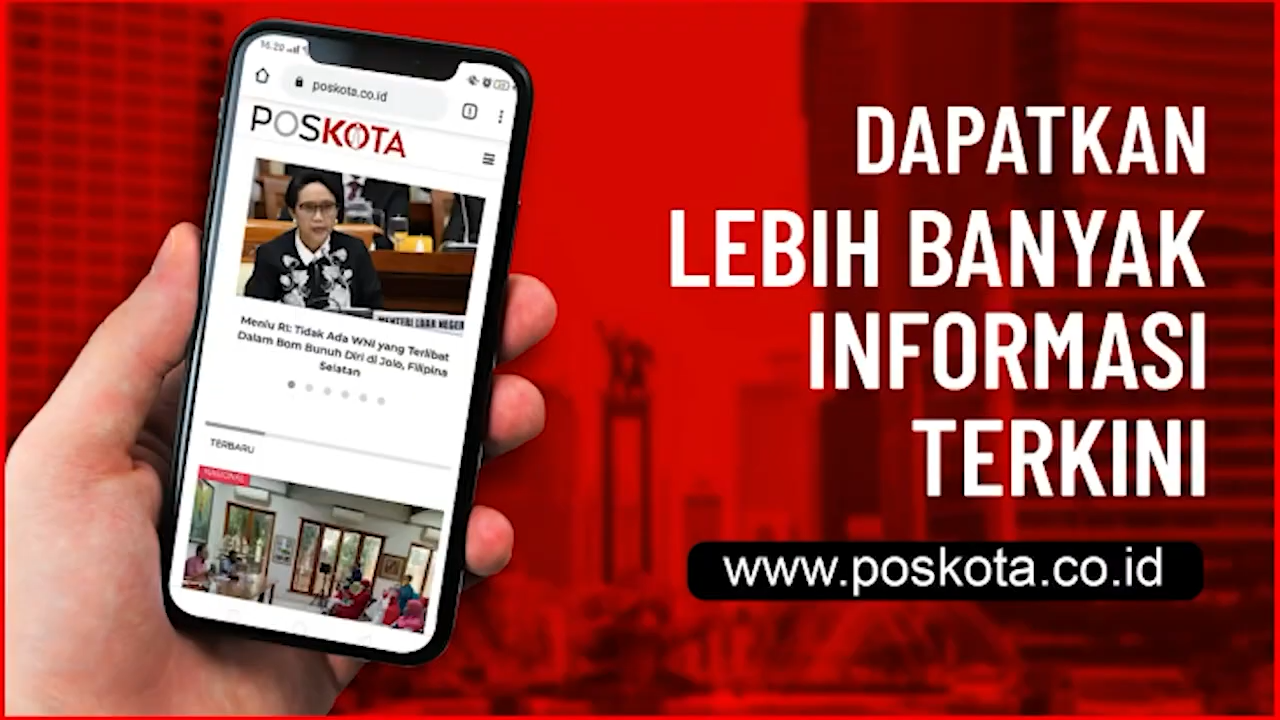 16.20
poskota.co.id
POSKOTA
MENTERI LUAR NEGER
Menlu RI: Tidak Ada WNI yang Terlibat
Dalam Bom Bunuh Diri di Jolo, Filipina
Selatan
TERBARU
NASIONAL
DAPATKAN
LEBIH BANYAK
INFORMASI
TERKINI
www.poskota.co.id